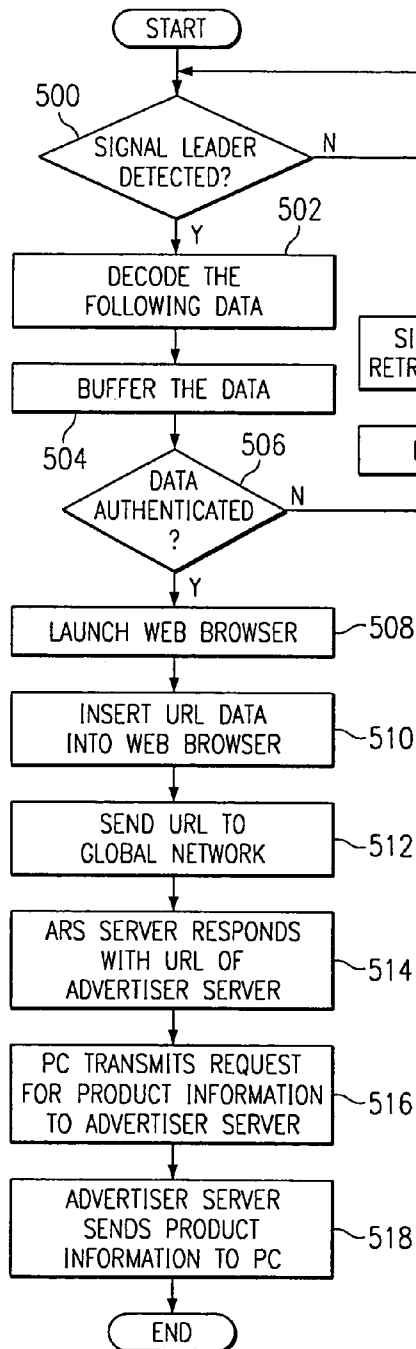 START
500
SIGNAL LEADER
DETECTED?
N
Y
502
DECODE THE
FOLLOWING DATA
BUFFER THE DATA
504
506
DATA
AUTHENTICATED
?
N
Y
LAUNCH WEB BROWSER
508
INSERT URL DATA
INTO WEB BROWSER
510
SEND URL TO
GLOBAL NETWORK
512
ARS SERVER RESPONDS
WITH URL OF
ADVERTISER SERVER
514
PC TRANSMITS REQUEST
FOR PRODUCT INFORMATION
TO ADVERTISER SERVER
516
ADVERTISER SERVER
SENDS PRODUCT
INFORMATION TO PC
518
END